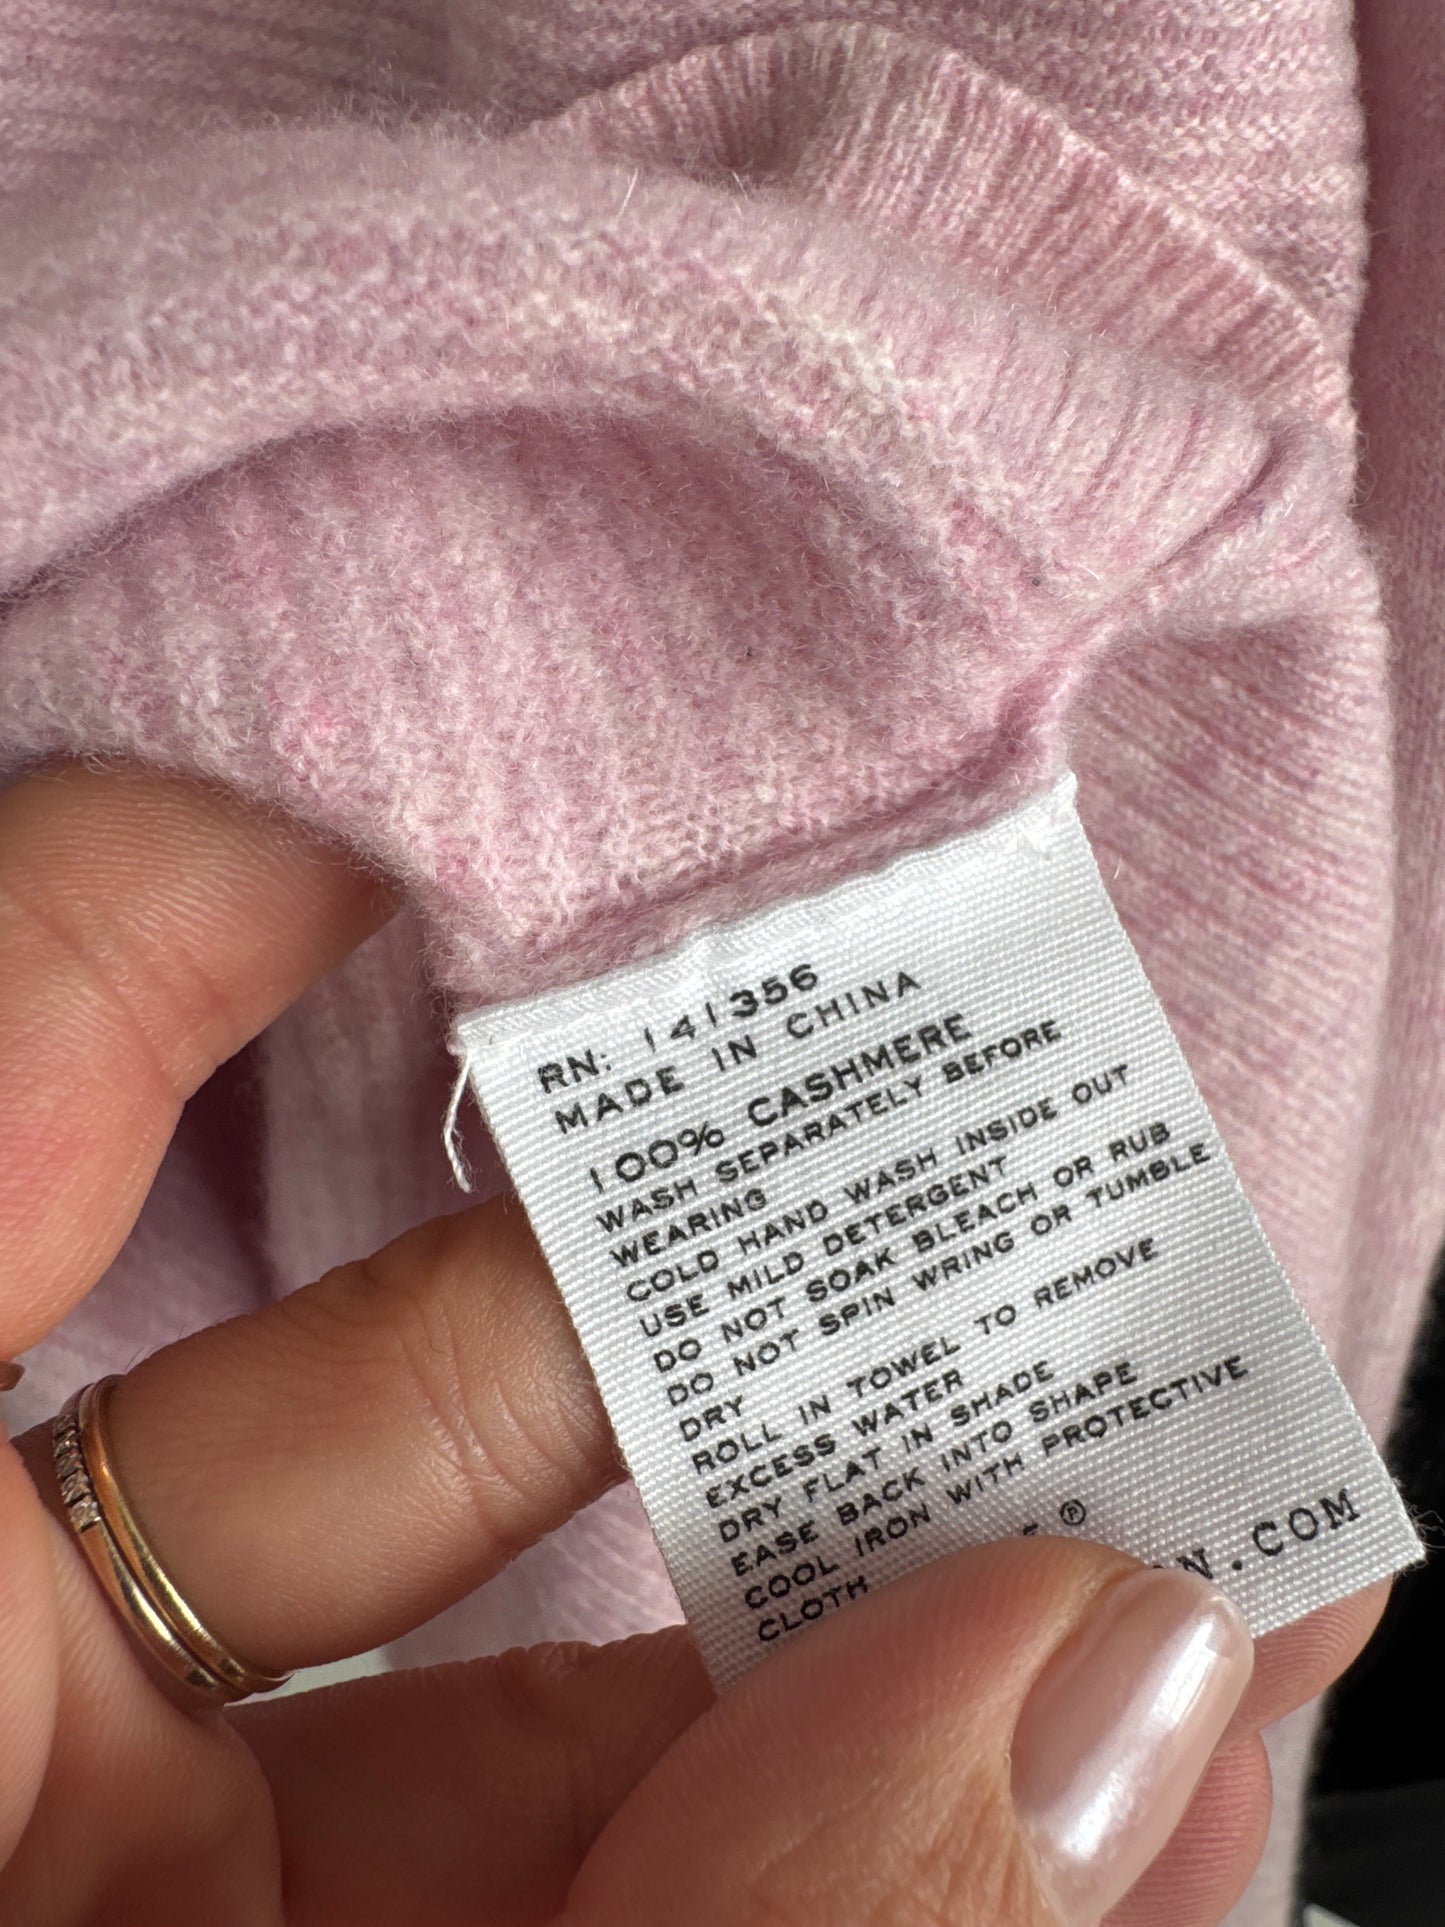 RN: 141356
MADE IN CHINA
100% CASHMERE
WASH SEPARATELY BEFORE
WEARING
COLD HAND WASH INSIDE OUT
USE MILD DETERGENT
DO NOT SOAK BLEACH OR RUB
DO NOT SPIN WRING OR TUMBLE
DRY
ROLL IN TOWEL TO REMOVE
EXCESS WATER
DRY FLAT IN SHADE
EASE BACK INTO SHAPE
COOL IRON WITH PROTECTIVE
CLOTH
.COM